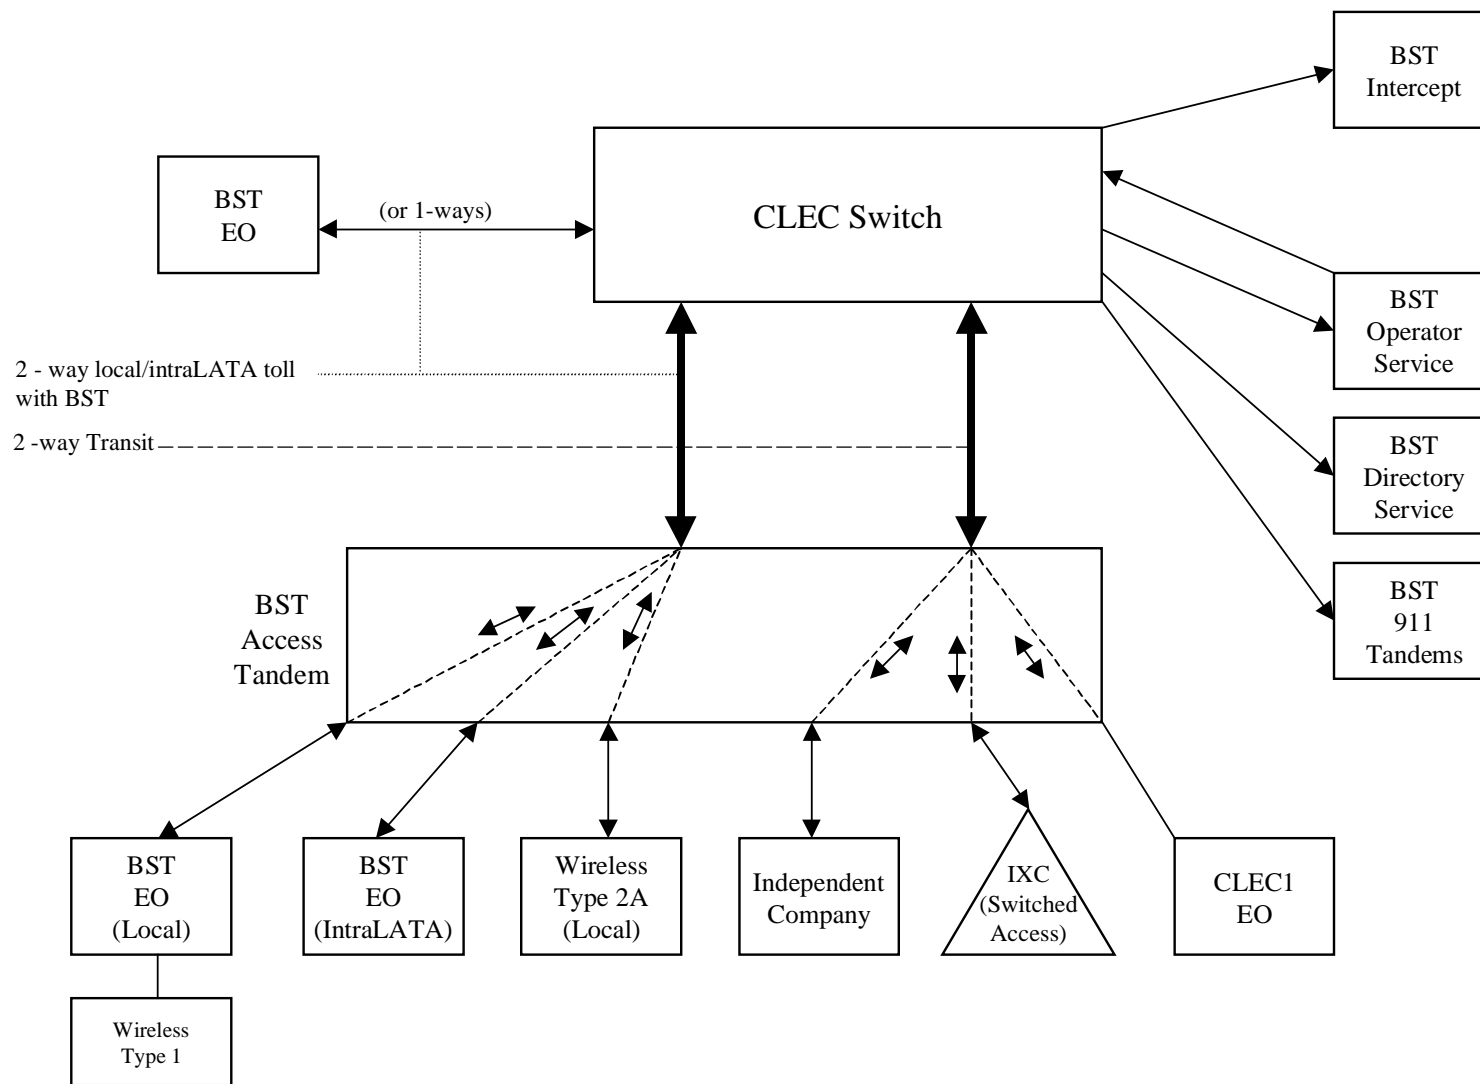 BST
Intercept
BST
EO
(or 1-ways)
CLEC Switch
BST
Operator
Service
2 - way local/intraLATA toll
with BST
2 -way Transit
BST
Directory
Service
BST
911
Tandems
BST
Access
Tandem
BST
EO
(Local)
BST
EO
(IntraLATA)
Wireless
Type 2A
(Local)
Independent
Company
IXC
(Switched
Access)
CLEC1
EO
Wireless
Type 1